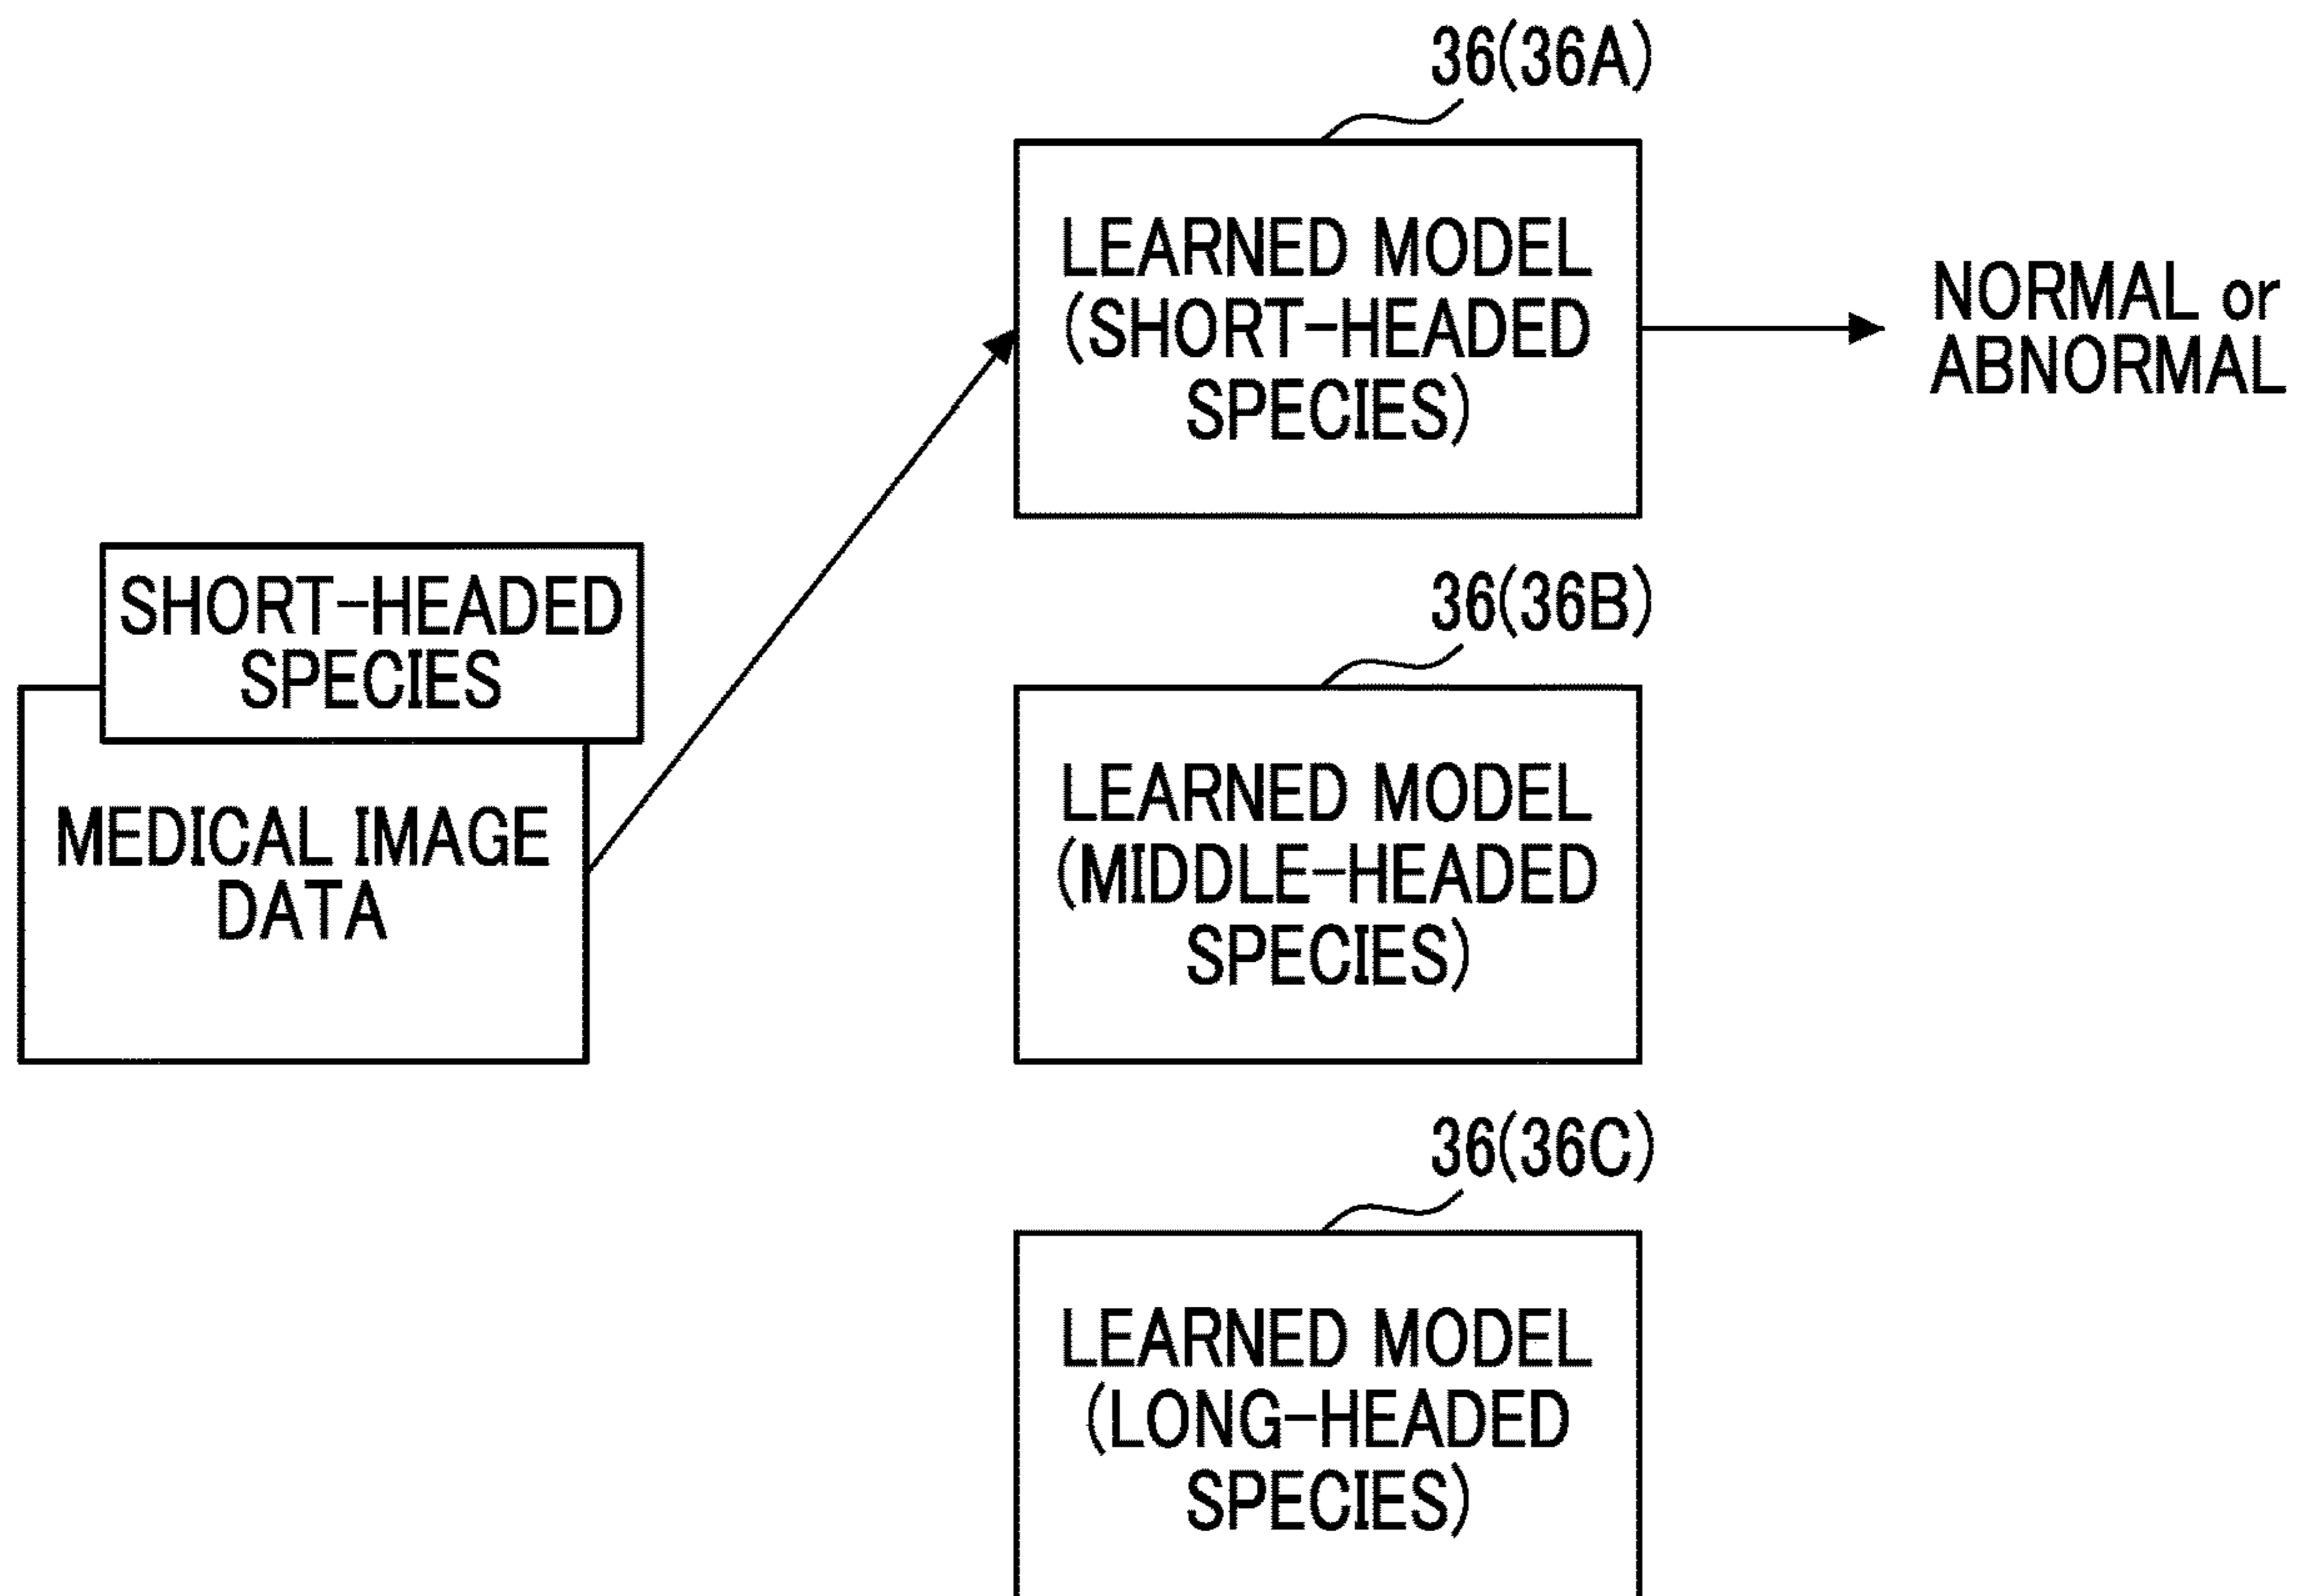 36(36A)
LEARNED MODEL
(SHORT-HEADED
SPECIES)
NORMAL or
ABNORMAL
SHORT-HEADED
SPECIES
MEDICAL IMAGE
DATA
36(36B)
LEARNED MODEL
(MIDDLE-HEADED
SPECIES)
36(36C)
LEARNED MODEL
(LONG-HEADED
SPECIES)